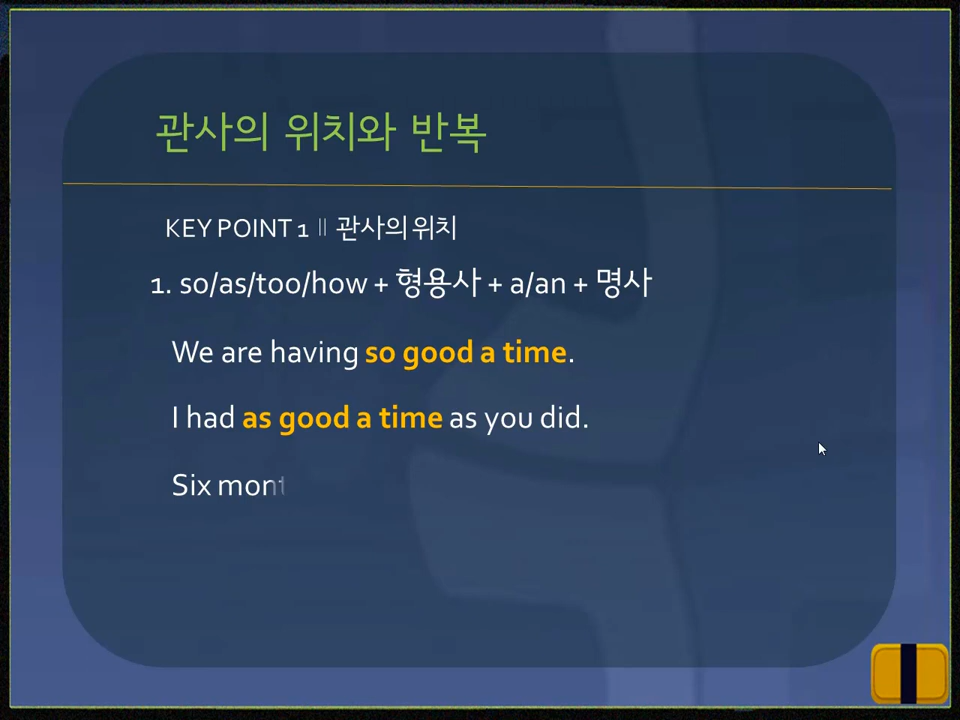 관사의 위치와 반복
KEY POINT 1 || 관사의 위치
1. so/as/too/how + 형용사 + a/an + 명사
We are having so good a time.
I had as good a time as you did.
Six mont